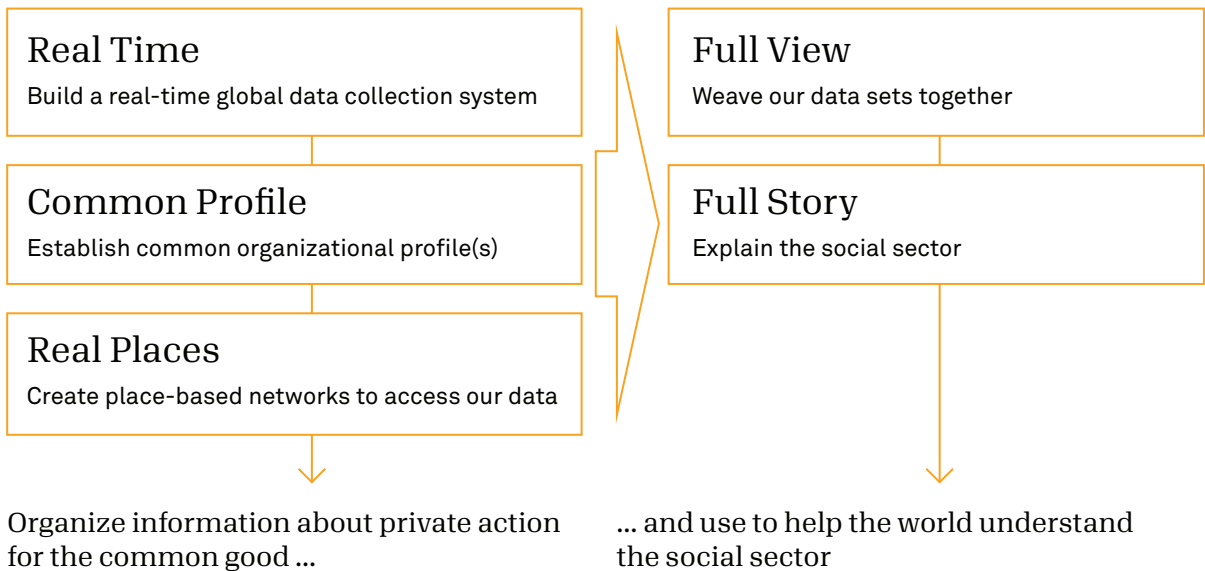 Real Time
Build a real-time global data collection system
Common Profile
Establish common organizational profile(s)
Real Places
Create place-based networks to access our data
Organize information about private action
for the common good ...
Full View
Weave our data sets together
Full Story
Explain the social sector
... and use to help the world understand
the social sector